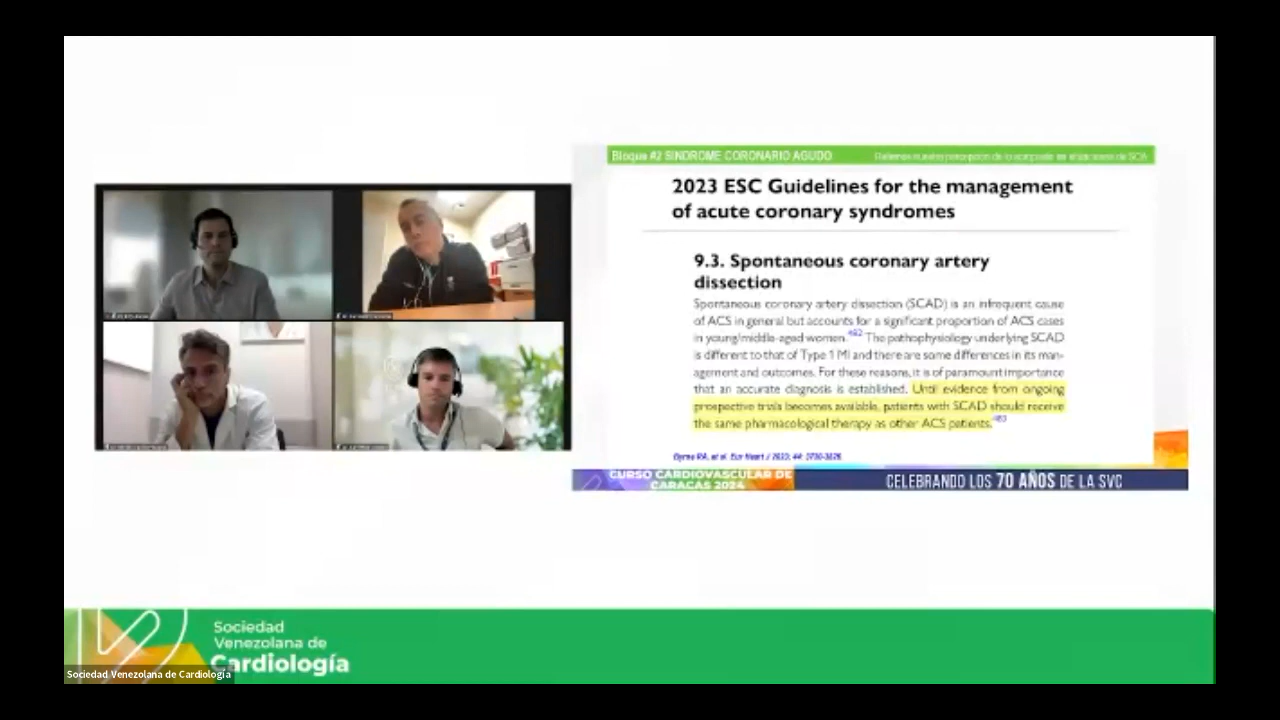 Bloque #2 SINDROME CORONARIO AGUDO
2023 ESC Guidelines for the management
of acute coronary syndromes
9.3. Spontaneous coronary artery
dissection
Spontaneous coronary artery dissection (SCAD) is an infrequent cause
of ACS in general but accounts for a significant proportion of ACS cases
in young/middle-aged women.482 The pathophysiology underlying SCAD
is different to that of Type 1 MI and there are some differences in its man-
agement and outcomes. For these reasons, it is of paramount importance
that an accurate diagnosis is established. Until evidence from ongoing
prospective trials becomes available, patients with SCAD should receive
the same pharmacological therapy as other ACS patients.483
Byrne RA, et al. Eur Heart J 2023; 44: 3720-3826.
CURSO CARDIOVASCULAR DE
CARACAS 2024
CELEBRANDO LOS 70 AÑOS DE LA SVC
Sociedad
Venezolana de
Cardiología
Sociedad Venezolana de Cardiología